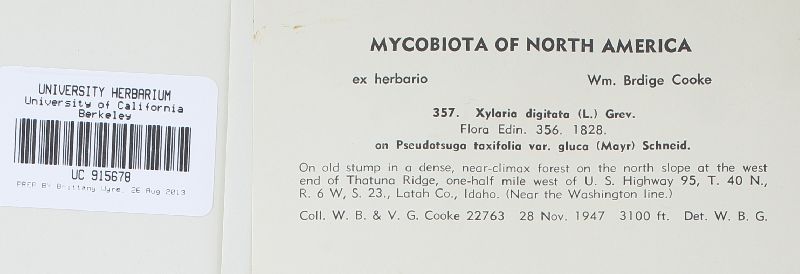 UNIVERSITY HERBARIUM
University of California
Berkeley
UC 915678
PREP BY Brittany Wyre, 26 Aug 2013
MYCOBIOTA OF NORTH AMERICA
ex herbario Wm. Brdige Cooke
357. Xylaria digitata (L.) Grev.
Flora Edin. 356. 1828.
on Pseudotsuga taxifolia var. gluca (Mayr) Schneid.
On old stump in a dense, near-climax forest on the north slope at the west
end of Thatuna Ridge, one-half mile west of U. S. Highway 95, T. 40 N.,
R. 6 W, S. 23., Latah Co., Idaho. (Near the Washington line.)
Coll. W. B. & V. G. Cooke 22763 28 Nov. 1947 3100 ft. Det. W. B. G.